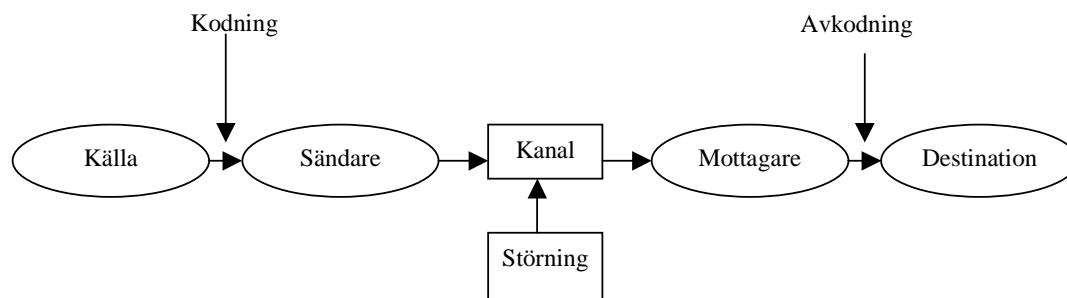 Kodning
Avkodning
Källa
Sändare
Kanal
Mottagare
Destination
Störning